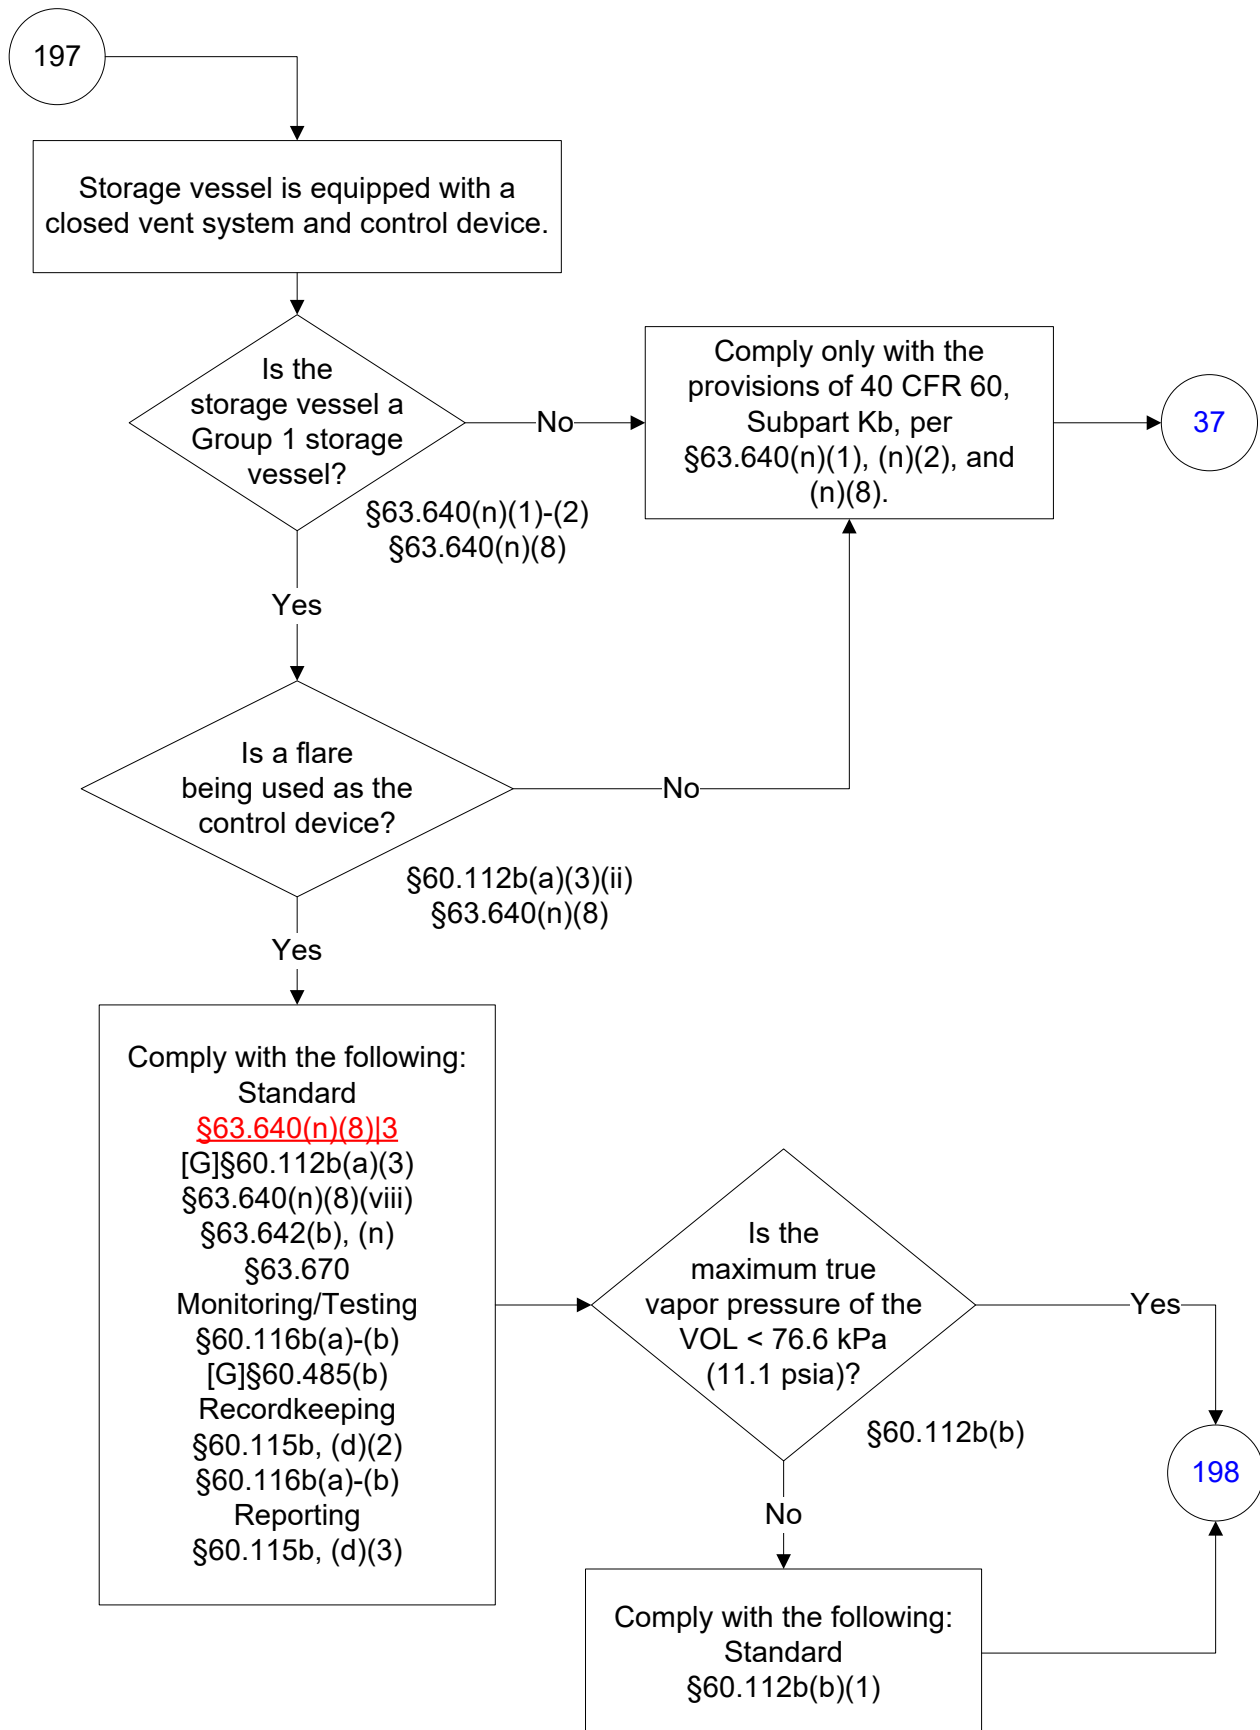 197
Storage vessel is equipped with a
closed vent system and control device.
Is the
storage vessel a
Group 1 storage
vessel?
No
§63.640(n)(1)-(2)
§63.640(n)(8)
Comply only with the
provisions of 40 CFR 60,
Subpart Kb, per
§63.640(n)(1), (n)(2), and
(n)(8).
37
Yes
Is a flare
being used as the
control device?
No
§60.112b(a)(3)(ii)
§63.640(n)(8)
Yes
Comply with the following:
Standard
§63.640(n)(8)|3
[G]§60.112b(a)(3)
§63.640(n)(8)(viii)
§63.642(b), (n)
§63.670
Monitoring/Testing
§60.116b(a)-(b)
[G]§60.485(b)
Recordkeeping
§60.115b, (d)(2)
§60.116b(a)-(b)
Reporting
§60.115b, (d)(3)
Is the
maximum true
vapor pressure of the
VOL < 76.6 kPa
(11.1 psia)?
Yes
§60.112b(b)
198
No
Comply with the following:
Standard
§60.112b(b)(1)